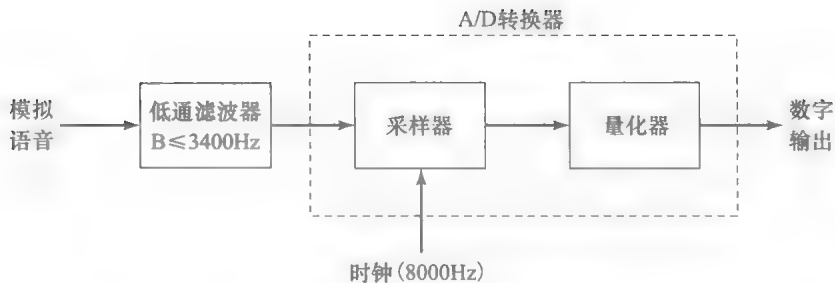 A/D转换器
模拟
语音
低通滤波器
B≤3400Hz
采样器
量化器
数字
输出
时钟(8000Hz)